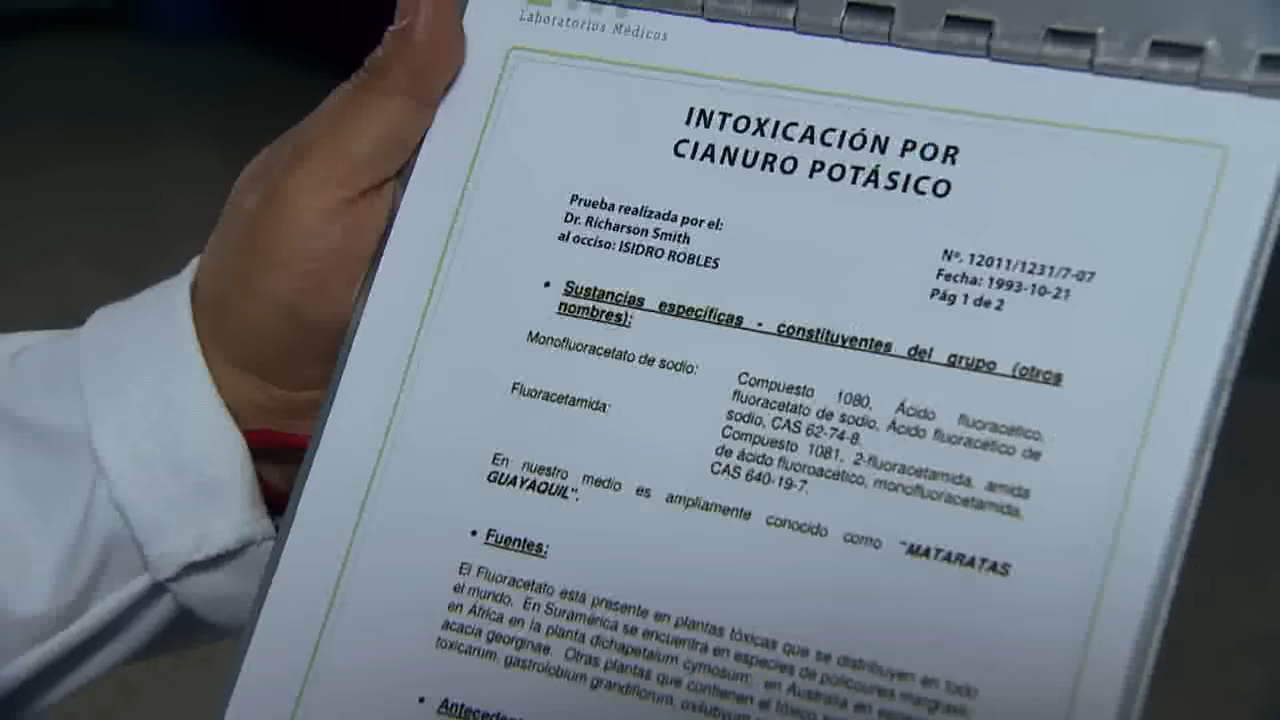 Laboratorios Médicos
INTOXICACIÓN POR
CIANURO POTÁSICO
Prueba realizada por el:
Dr. Richarson Smith
al occiso: ISIDRO ROBLES
Nº. 12011/1231/7-07
Fecha: 1993-10-21
Pág 1 de 2
• Sustancias específicas - constituyentes del grupo (otros
nombres):
Monofluoracetato de sodio:
Compuesto 1080, Ácido fluoracético,
fluoracetato de sodio, Ácido fluoracético de
sodio, CAS 62-74-8.
Fluoracetamida:
Compuesto 1081, 2-fluoracetamida, amida
de ácido fluoroacético, monofluoracetamida,
CAS 640-19-7.
En nuestro medio es ampliamente conocido como "MATARATAS
GUAYAQUIL".
• Fuentes:
El Fluoracetato está presente en plantas tóxicas que se distribuyen en todo
el mundo. En Suramérica se encuentra en especies de policourea
en África en la planta dichapetalum cymosum; en Australia en
acacia georginae. Otras plantas que contienen el tóxico
toxicarum, gastrolobium grandiflorum,